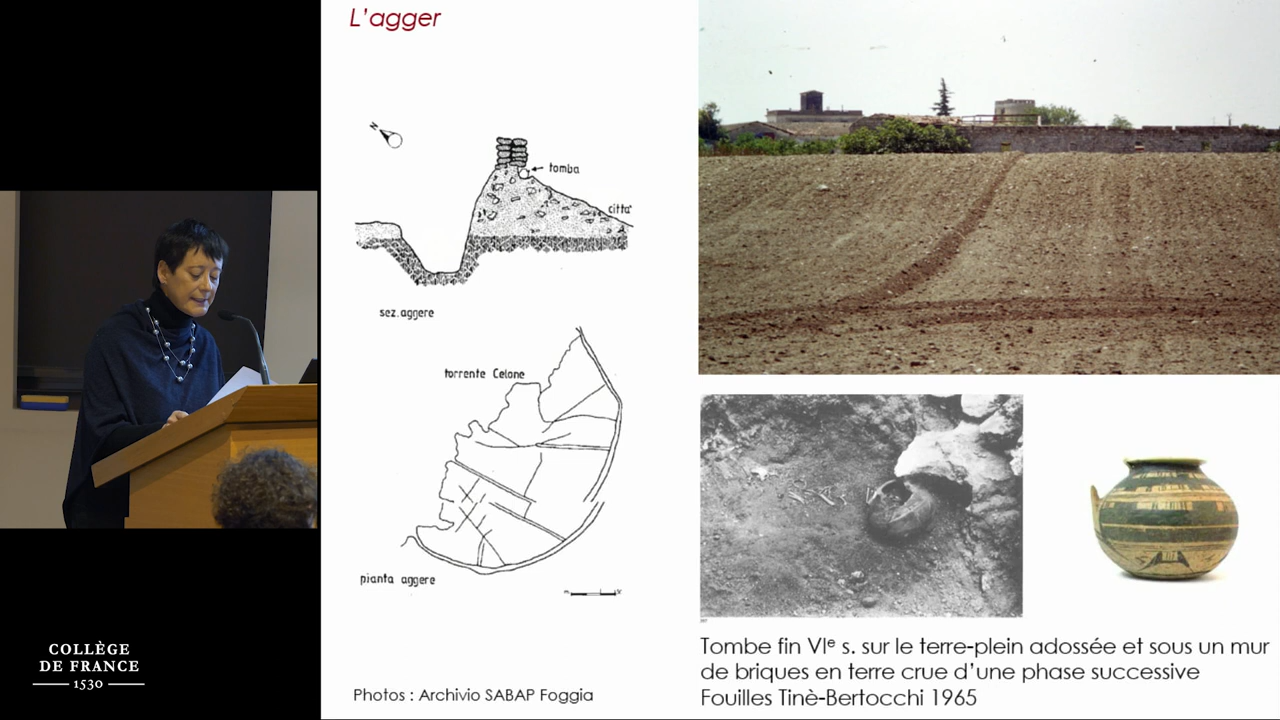 L'agger
N
tomba
città
sez. aggere
torrente Celone
pianta aggere
Photos : Archivio SABAP Foggia
Tombe fin VIe s. sur le terre-plein adossée et sous un mur
de briques en terre crue d'une phase successive
Fouilles Tinè-Bertocchi 1965
COLLÈGE
DE FRANCE
1530